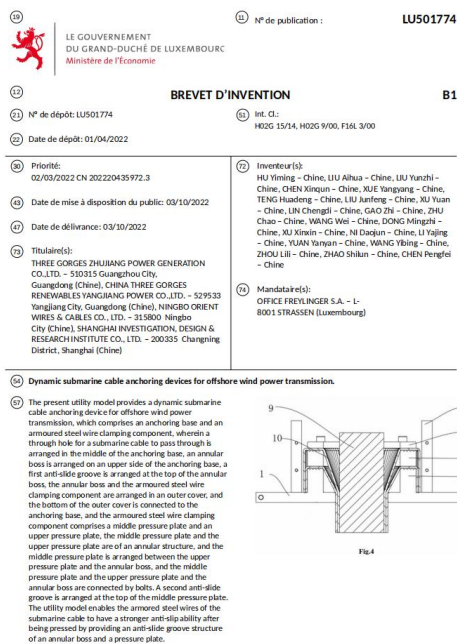 19
LE GOUVERNEMENT
DU GRAND-DUCHÉ DE LUXEMBOURG
Ministère de l'Économie
11 N° de publication :
LU501774
12
BREVET D'INVENTION
B1
21 N° de dépôt: LU501774
51 Int. Cl.:
H02G 15/14, H02G 9/00, F16L 3/00
22 Date de dépôt: 01/04/2022
30 Priorité:
02/03/2022 CN 202220435972.3
43 Date de mise à disposition du public: 03/10/2022
47 Date de délivrance: 03/10/2022
73 Titulaire(s):
THREE GORGES ZHUJIANG POWER GENERATION
CO.,LTD. – 510315 Guangzhou City,
Guangdong (Chine), CHINA THREE GORGES
RENEWABLES YANGJIANG POWER CO.,LTD. – 529533
Yangjiang City, Guangdong (Chine), NINGBO ORIENT
WIRES & CABLES CO., LTD. – 315800 Ningbo
City (Chine), SHANGHAI INVESTIGATION, DESIGN &
RESEARCH INSTITUTE CO., LTD. – 200335 Changning
District, Shanghai (Chine)
72 Inventeur(s):
HU Yiming – Chine, LIU Aihua – Chine, LIU Yunzhi –
Chine, CHEN Xinqun – Chine, XUE Yangyang – Chine,
TENG Huadeng – Chine, LIU Junfeng – Chine, XU Yuan
– Chine, LIN Chengdi – Chine, GAO Zhi – Chine, ZHU
Chao – Chine, WANG Wei – Chine, DONG Mingzhi –
Chine, XU Xinxin – Chine, NI Daojun – Chine, LI Yajing
– Chine, YUAN Yanyan – Chine, WANG Yibing – Chine,
ZHOU Lili – Chine, ZHAO Shilun – Chine, CHEN Pengfei
– Chine
74 Mandataire(s):
OFFICE FREYLINGER S.A. – L-
8001 STRASSEN (Luxembourg)
54 Dynamic submarine cable anchoring devices for offshore wind power transmission.
57 The present utility model provides a dynamic submarine
cable anchoring device for offshore wind power
transmission, which comprises an anchoring base and an
armoured steel wire clamping component, wherein a
through hole for a submarine cable to pass through is
arranged in the middle of the anchoring base, an annular
boss is arranged on an upper side of the anchoring base, a
first anti-slide groove is arranged at the top of the annular
boss, the annular boss and the armoured steel wire
clamping component are arranged in an outer cover, and
the bottom of the outer cover is connected to the
anchoring base, and the armoured steel wire clamping
component comprises a middle pressure plate and an
upper pressure plate, the middle pressure plate and the
upper pressure plate are of an annular structure, and the
middle pressure plate is arranged between the upper
pressure plate and the annular boss, and the middle
pressure plate and the upper pressure plate and the
annular boss are connected by bolts. A second anti-slide
groove is arranged at the top of the middle pressure plate.
The utility model enables the armored steel wires of the
submarine cable to have a stronger anti-slip ability after
being pressed by providing an anti-slide groove structure
of an annular boss and a pressure plate.
9
10
1
Fig.4